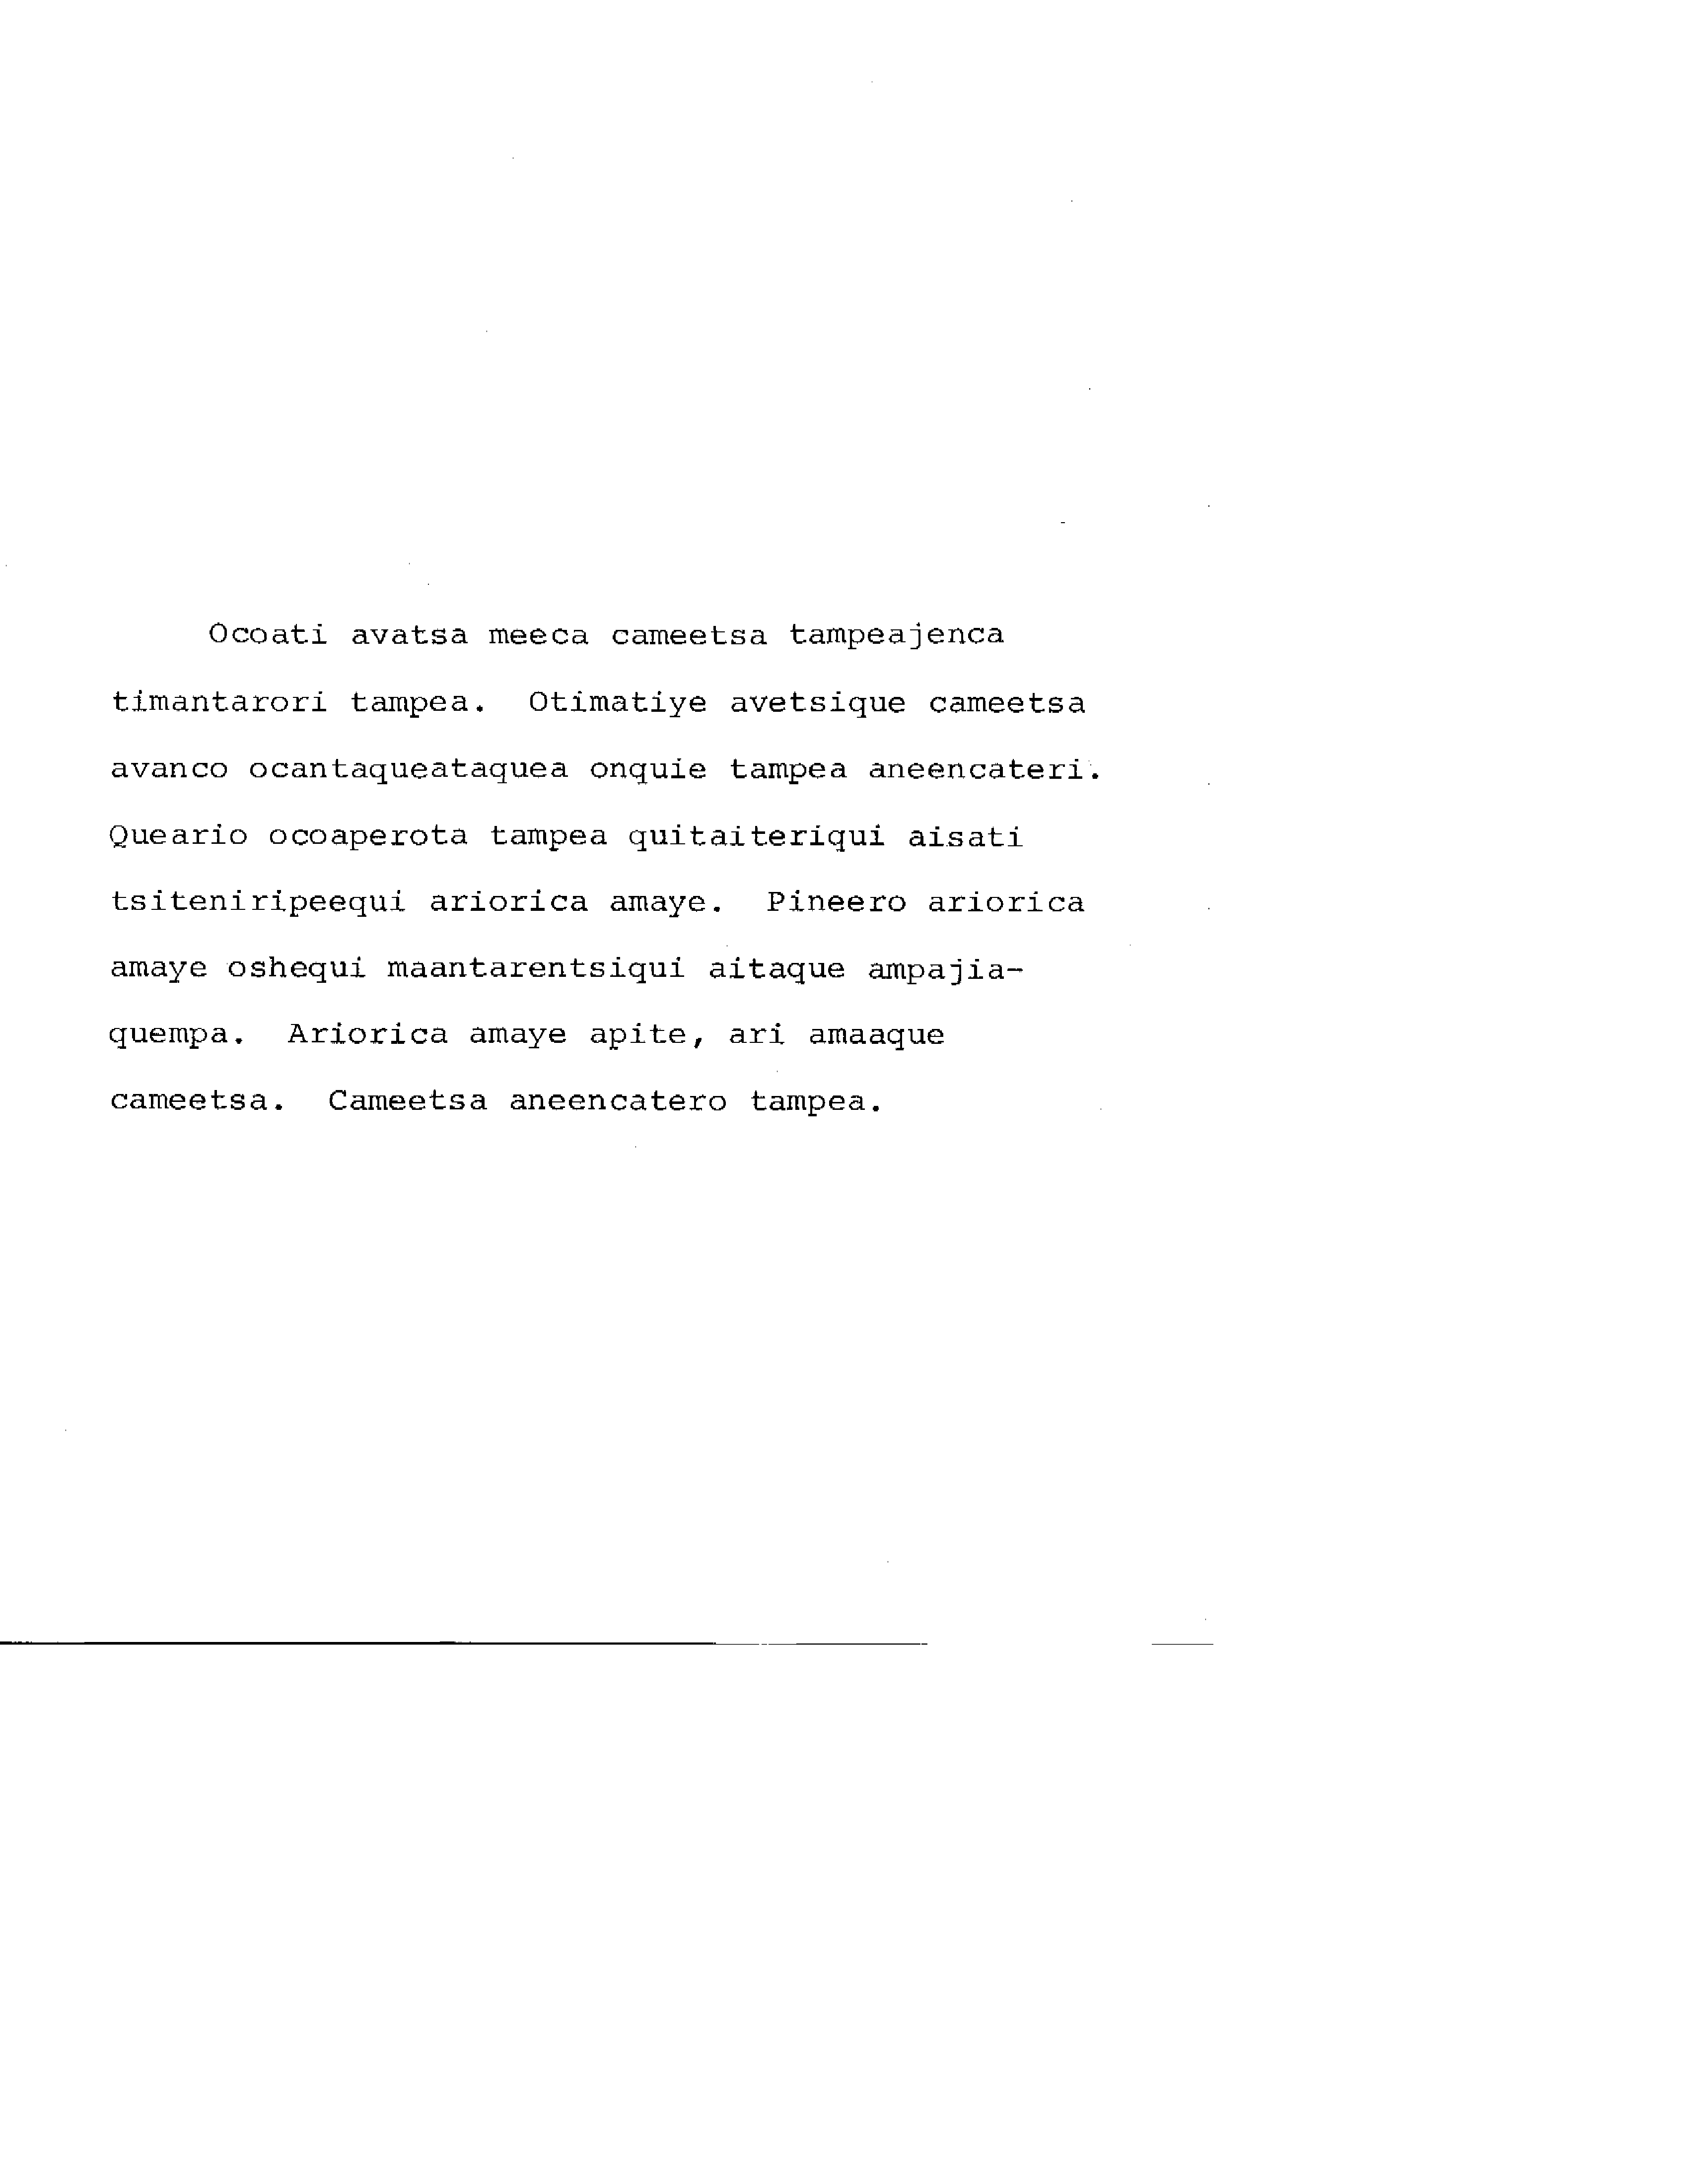 Ocoati avatsa meeca cameetsa tampeajenca
timantarori tampea. Otimatiye avetsique cameetsa
avanco ocantaqueataquea onquie tampea aneencateri.
Queario ocoaperota tampea quitaiteriqui aisati
tsiteniripeequi ariorica amaye. Pineero ariorica
amaye oshequi maantarentsiqui aitaque ampajia-
quempa. Ariorica amaye apite, ari amaaque
cameetsa. Cameetsa aneencatero tampea.